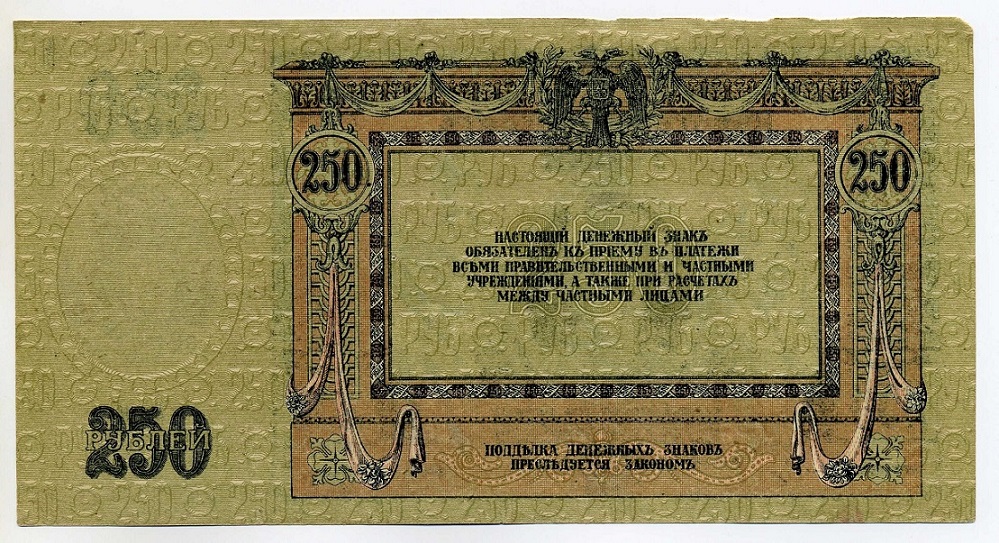 250
250
НАСТОЯЩІЙ ДЕНЕЖНЫЙ ЗНАКЪ
ОБЯЗАТЕЛЕНЪ КЪ ПРІЕМУ ВЪ ПЛАТЕЖИ
ВСѢМИ ПРАВИТЕЛЬСТВЕННЫМИ И ЧАСТНЫМИ
УЧРЕЖДЕНІЯМИ, А ТАКЖЕ ПРИ РАСЧЕТАХЪ
МЕЖДУ ЧАСТНЫМИ ЛИЦАМИ
250
РУБЛЕЙ
ПОДДѢЛКА ДЕНЕЖНЫХЪ ЗНАКОВЪ
ПРЕСЛѢДУЕТСЯ ЗАКОНОМЪ